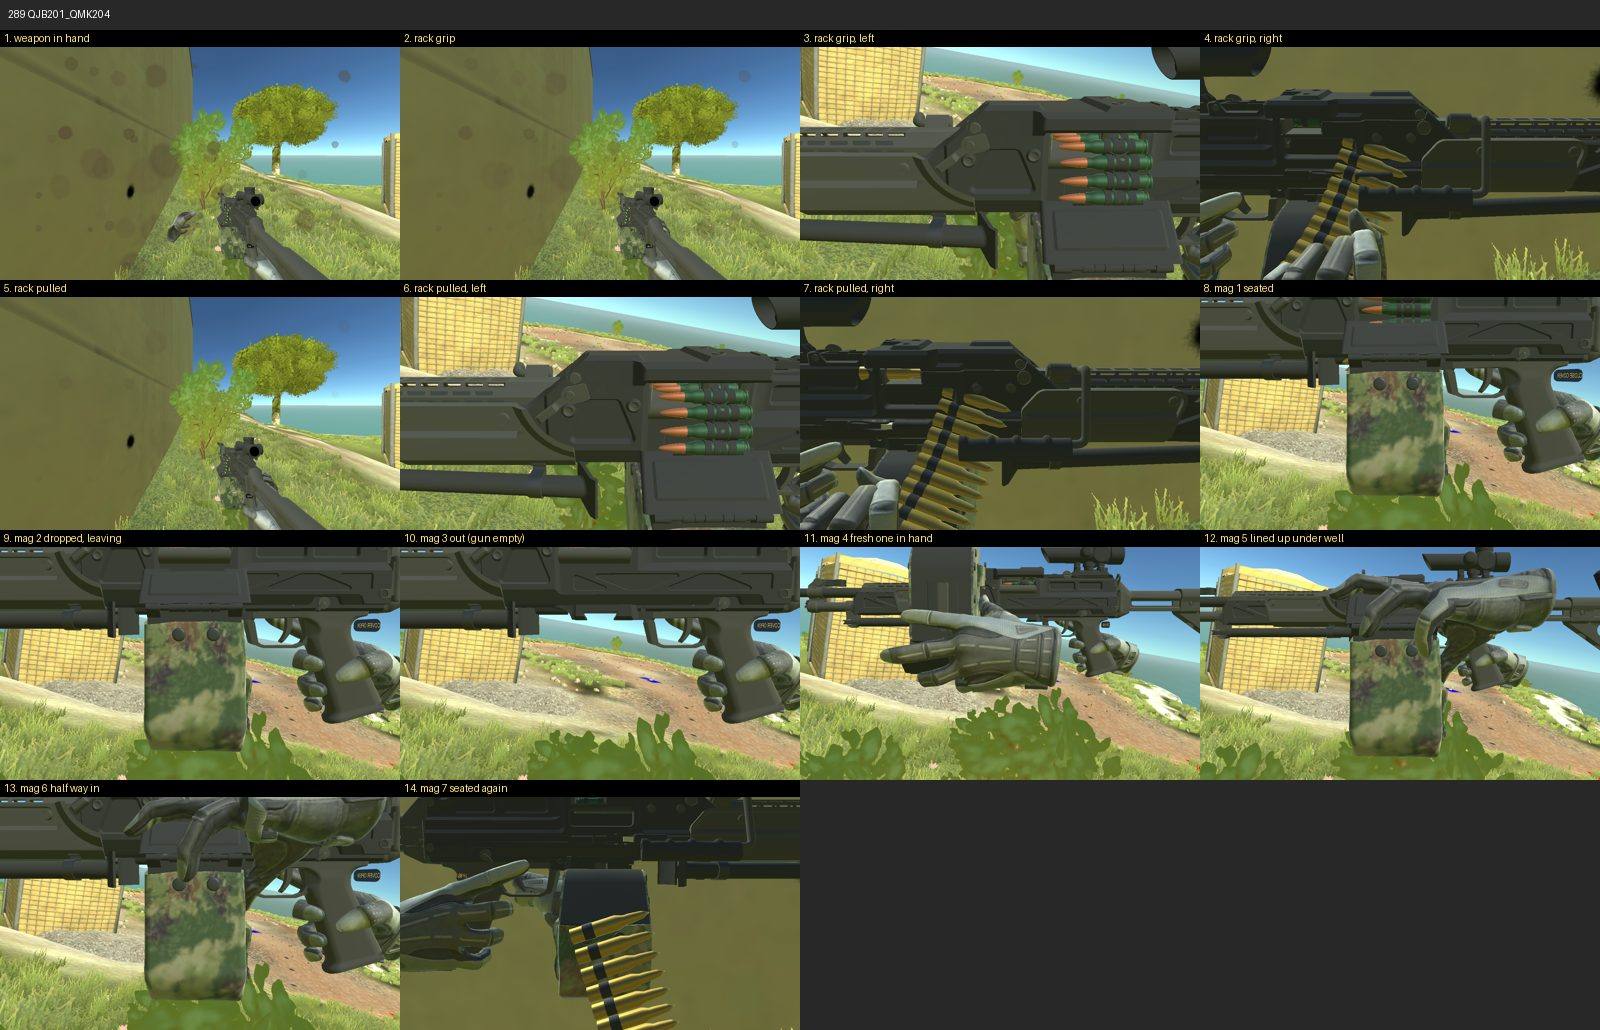 289 QJB201_QMK204
1. weapon in hand
2. rack grip
3. rack grip, left
4. rack grip, right
5. rack pulled
6. rack pulled, left
7. rack pulled, right
8. mag 1 seated
9. mag 2 dropped, leaving
10. mag 3 out (gun empty)
11. mag 4 fresh one in hand
12. mag 5 lined up under well
13. mag 6 half way in
14. mag 7 seated again